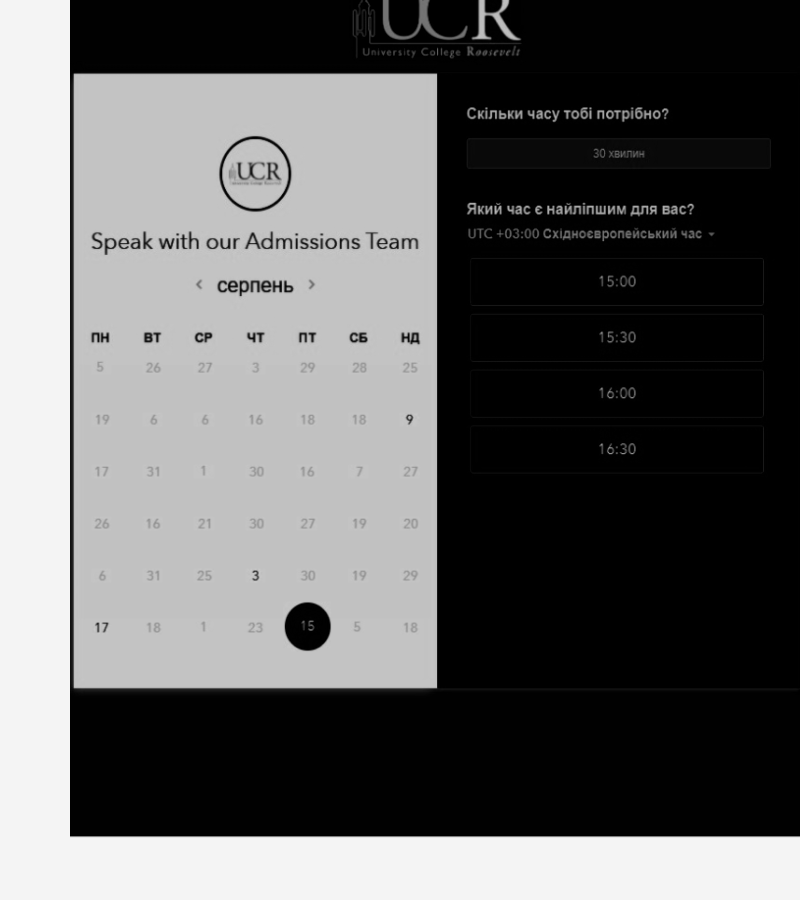 UCR
University College Roosevelt
UCR
Speak with our Admissions Team
< серпень >
ПН ВТ СР ЧТ ПТ СБ НД
5 26 27 3 29 28 25
19 6 6 16 18 18 9
17 31 1 30 16 7 27
26 16 21 30 27 19 20
6 31 25 3 30 19 29
17 18 1 23 15 5 18
Скільки часу тобі потрібно?
30 хвилин
Який час є найліпшим для вас?
UTC +03:00 Східноєвропейський час
15:00
15:30
16:00
16:30